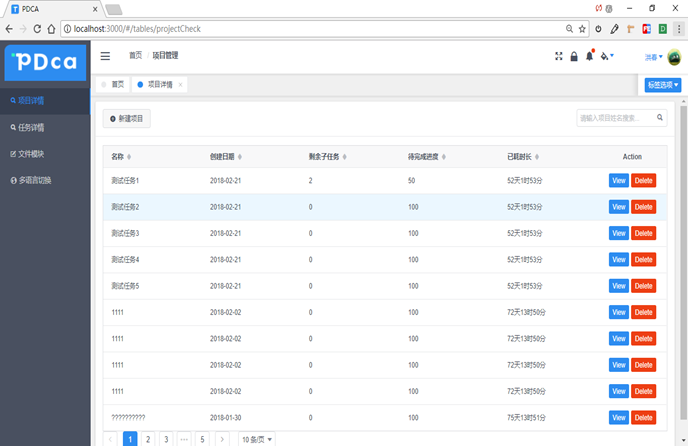 PDCA
localhost:3000/#/tables/projectCheck
PDca
首页 / 项目管理
首页
项目详情
标签选项
项目详情
任务详情
文件模块
多语言切换
新建项目
请输入项目姓名搜索...
名称 创建日期 剩余子任务 待完成进度 已耗时长 Action
测试任务1 2018-02-21 2 50 52天1时53分 View Delete
测试任务2 2018-02-21 0 100 52天1时53分 View Delete
测试任务3 2018-02-21 0 100 52天1时53分 View Delete
测试任务4 2018-02-21 0 100 52天1时53分 View Delete
测试任务5 2018-02-21 0 100 52天1时53分 View Delete
1111 2018-02-02 0 100 72天13时50分 View Delete
1111 2018-02-02 0 100 72天13时50分 View Delete
1111 2018-02-02 0 100 72天13时50分 View Delete
1111 2018-02-02 0 100 72天13时50分 View Delete
?????????? 2018-01-30 0 100 75天13时51分 View Delete
1 2 3 ••• 5 10 条/页